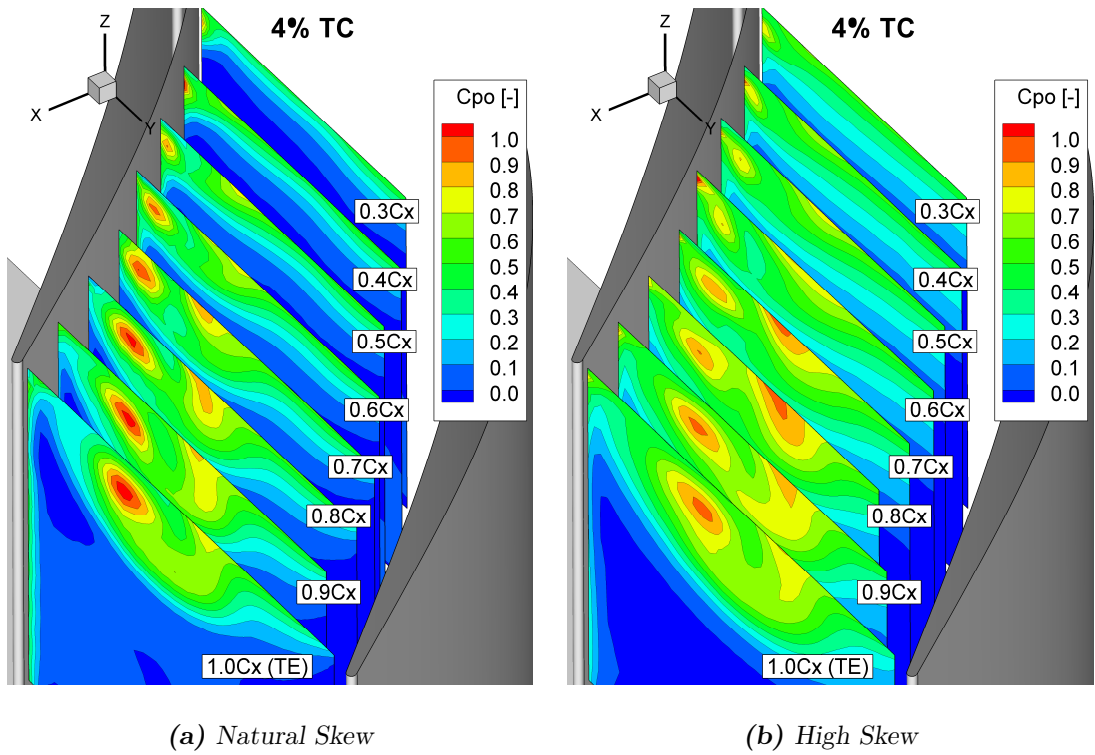 4% TC
Z
X
Y
Cpo [-]
1.0
0.9
0.8
0.7
0.6
0.5
0.4
0.3
0.2
0.1
0.0
0.3Cx
0.4Cx
0.5Cx
0.6Cx
0.7Cx
0.8Cx
0.9Cx
1.0Cx (TE)
(a) Natural Skew
4% TC
Z
X
Y
Cpo [-]
1.0
0.9
0.8
0.7
0.6
0.5
0.4
0.3
0.2
0.1
0.0
0.3Cx
0.4Cx
0.5Cx
0.6Cx
0.7Cx
0.8Cx
0.9Cx
1.0Cx (TE)
(b) High Skew